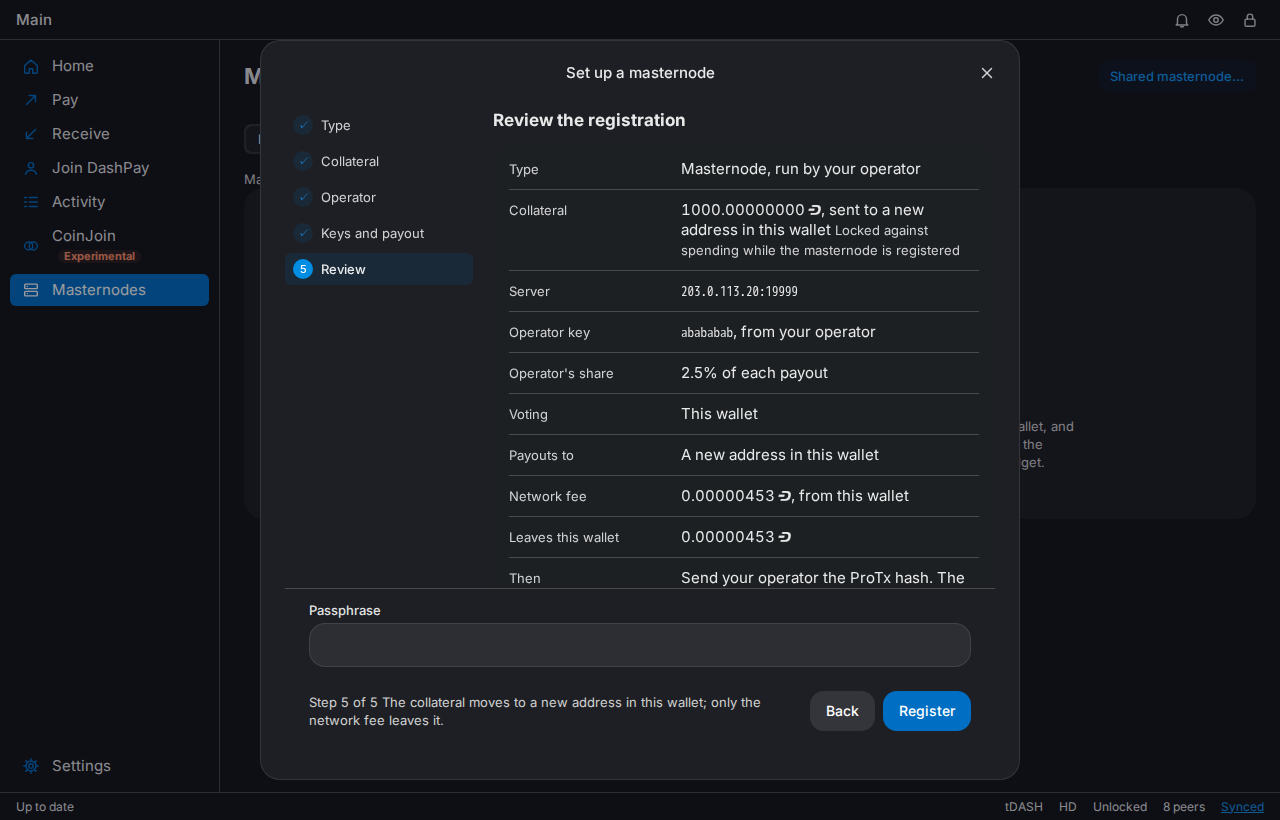 Main
Home
Pay
Receive
Join DashPay
Activity
CoinJoin
Experimental
Masternodes
Settings
Shared masternode...
Set up a masternode
Type
Collateral
Operator
Keys and payout
5 Review
Review the registration
Type Masternode, run by your operator
Collateral 1000.00000000, sent to a new
address in this wallet Locked against
spending while the masternode is registered
Server 203.0.113.20:19999
Operator key abababab, from your operator
Operator's share 2.5% of each payout
Voting This wallet
Payouts to A new address in this wallet
Network fee 0.00000453, from this wallet
Leaves this wallet 0.00000453
Then Send your operator the ProTx hash. The
Passphrase
Step 5 of 5 The collateral moves to a new address in this wallet; only the
network fee leaves it.
Back Register
and
the
Up to date
tDASH HD Unlocked 8 peers Synced